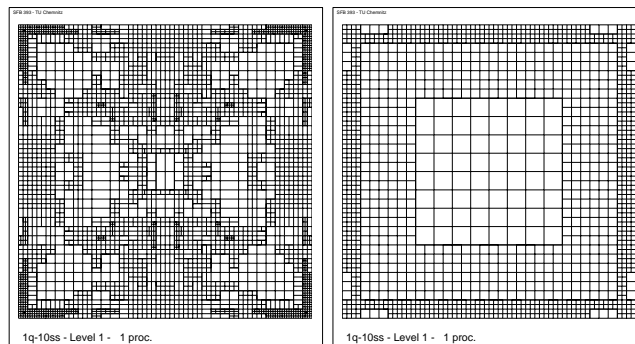 SFB 393 - TU Chemnitz
SFB 393 - TU Chemnitz
1q-10ss - Level 1 - 1 proc.
1q-10ss - Level 1 - 1 proc.